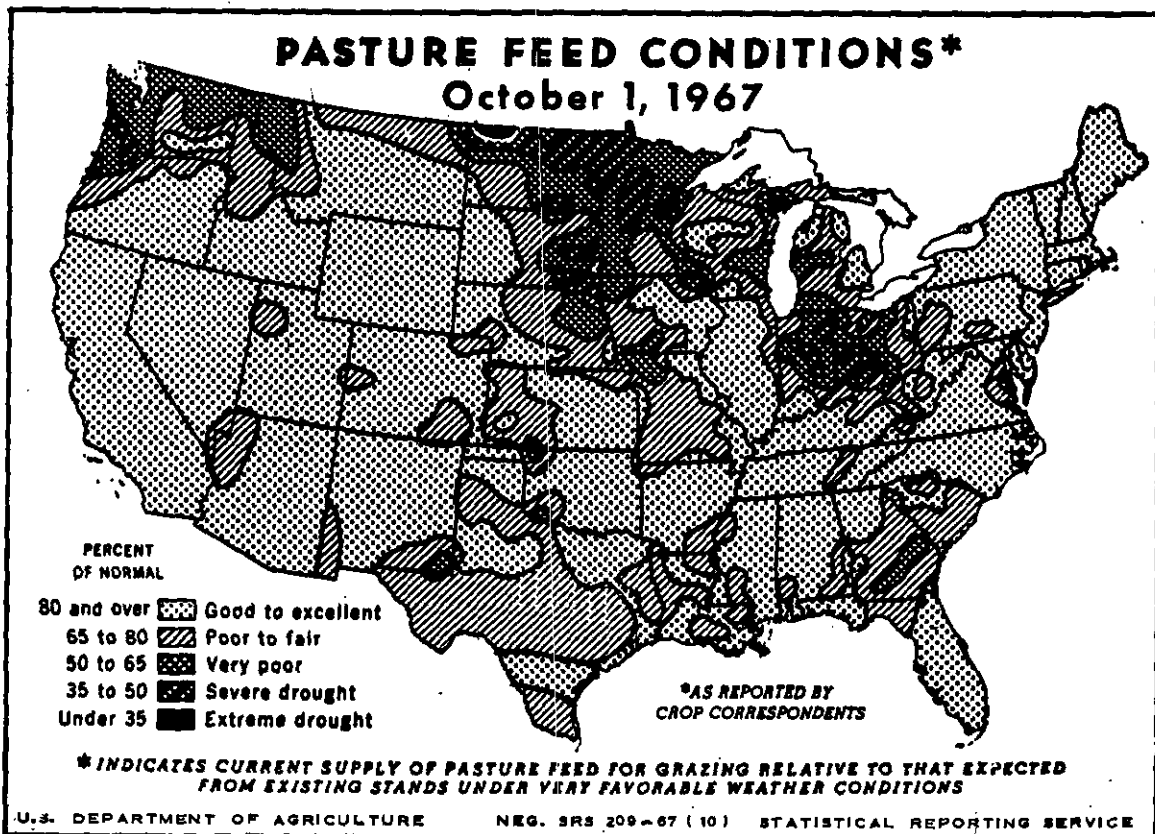 PASTURE FEED CONDITIONS*
October 1, 1967
PERCENT
OF NORMAL
80 and over Good to excellent
65 to 80 Poor to fair
50 to 65 Very poor
35 to 50 Severe drought
Under 35 Extreme drought
*AS REPORTED BY
CROP CORRESPONDENTS
* INDICATES CURRENT SUPPLY OF PASTURE FEED FOR GRAZING RELATIVE TO THAT EXPECTED
FROM EXISTING STANDS UNDER VERY FAVORABLE WEATHER CONDITIONS
U.S. DEPARTMENT OF AGRICULTURE NEG. SRS 209-67 (10) STATISTICAL REPORTING SERVICE